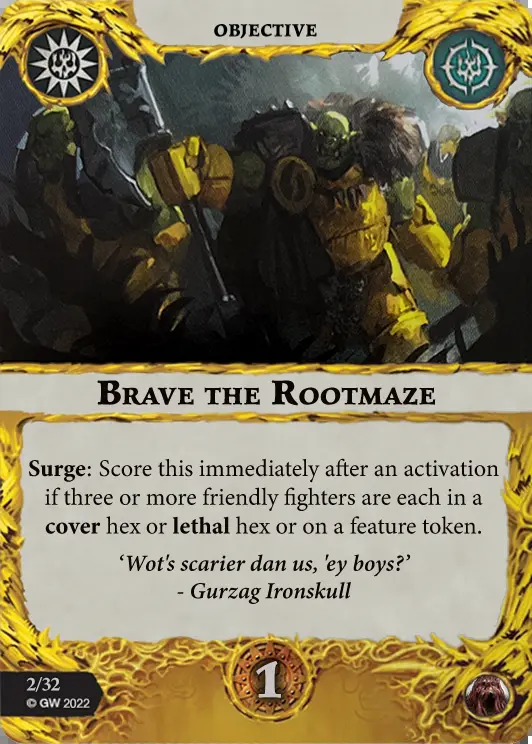 OBJECTIVE
BRAVE THE ROOTMAZE
Surge: Score this immediately after an activation
if three or more friendly fighters are each in a
cover hex or lethal hex or on a feature token.
‘Wot's scarier dan us, 'ey boys?’
- Gurzag Ironskull
1
2/32
© GW 2022